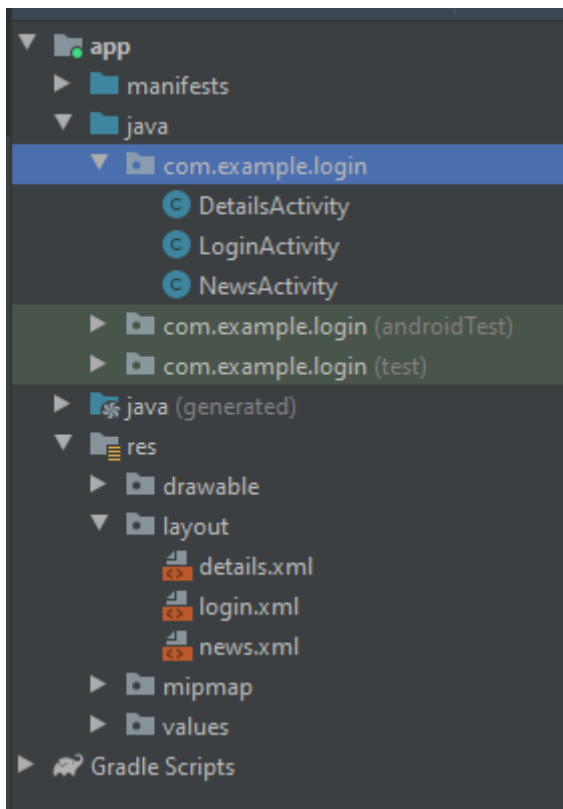 app
manifests
java
com.example.login
DetailsActivity
LoginActivity
NewsActivity
com.example.login (androidTest)
com.example.login (test)
java (generated)
res
drawable
layout
details.xml
login.xml
news.xml
mipmap
values
Gradle Scripts